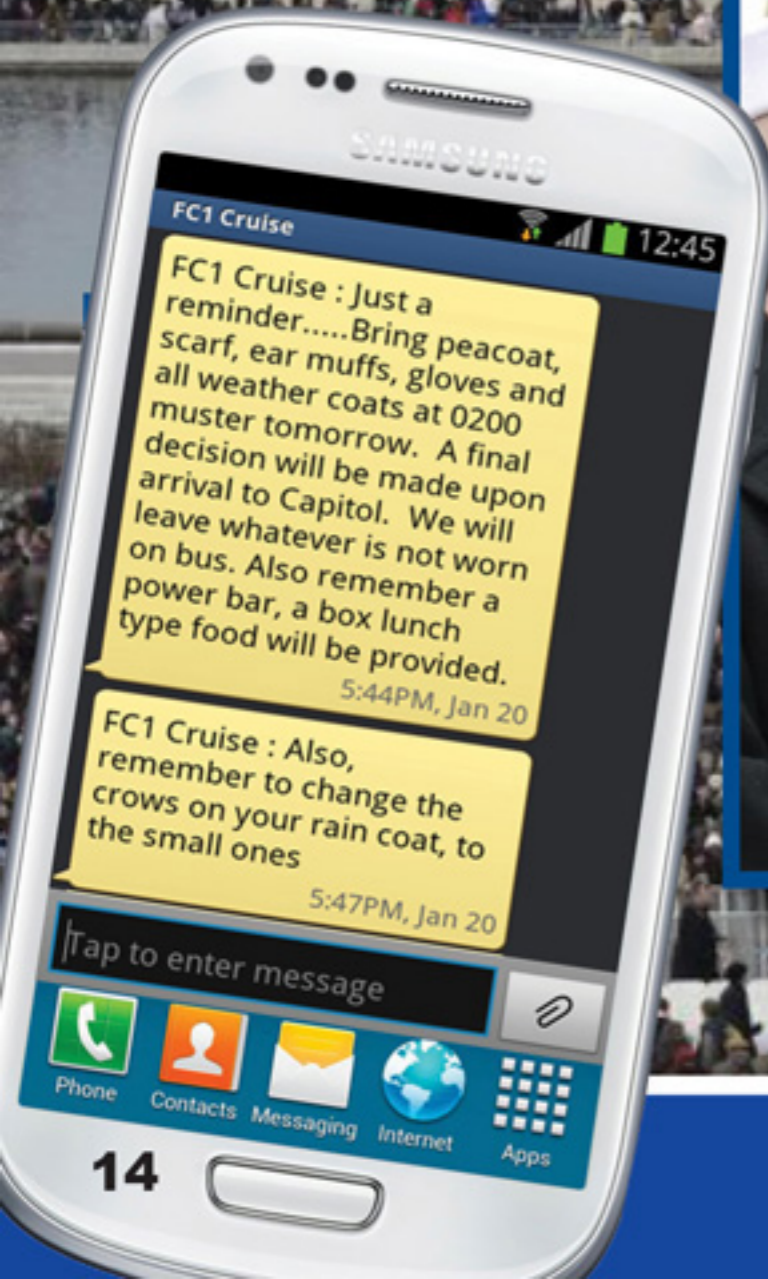 SAMSUNG
FC1 Cruise
12:45
FC1 Cruise : Just a
reminder.....Bring peacoat,
scarf, ear muffs, gloves and
all weather coats at 0200
muster tomorrow. A final
decision will be made upon
arrival to Capitol. We will
leave whatever is not worn
on bus. Also remember a
power bar, a box lunch
type food will be provided.
5:44PM, Jan 20
FC1 Cruise : Also,
remember to change the
crows on your rain coat, to
the small ones
5:47PM, Jan 20
Tap to enter message
Phone
Contacts
Messaging
Internet
Apps
14